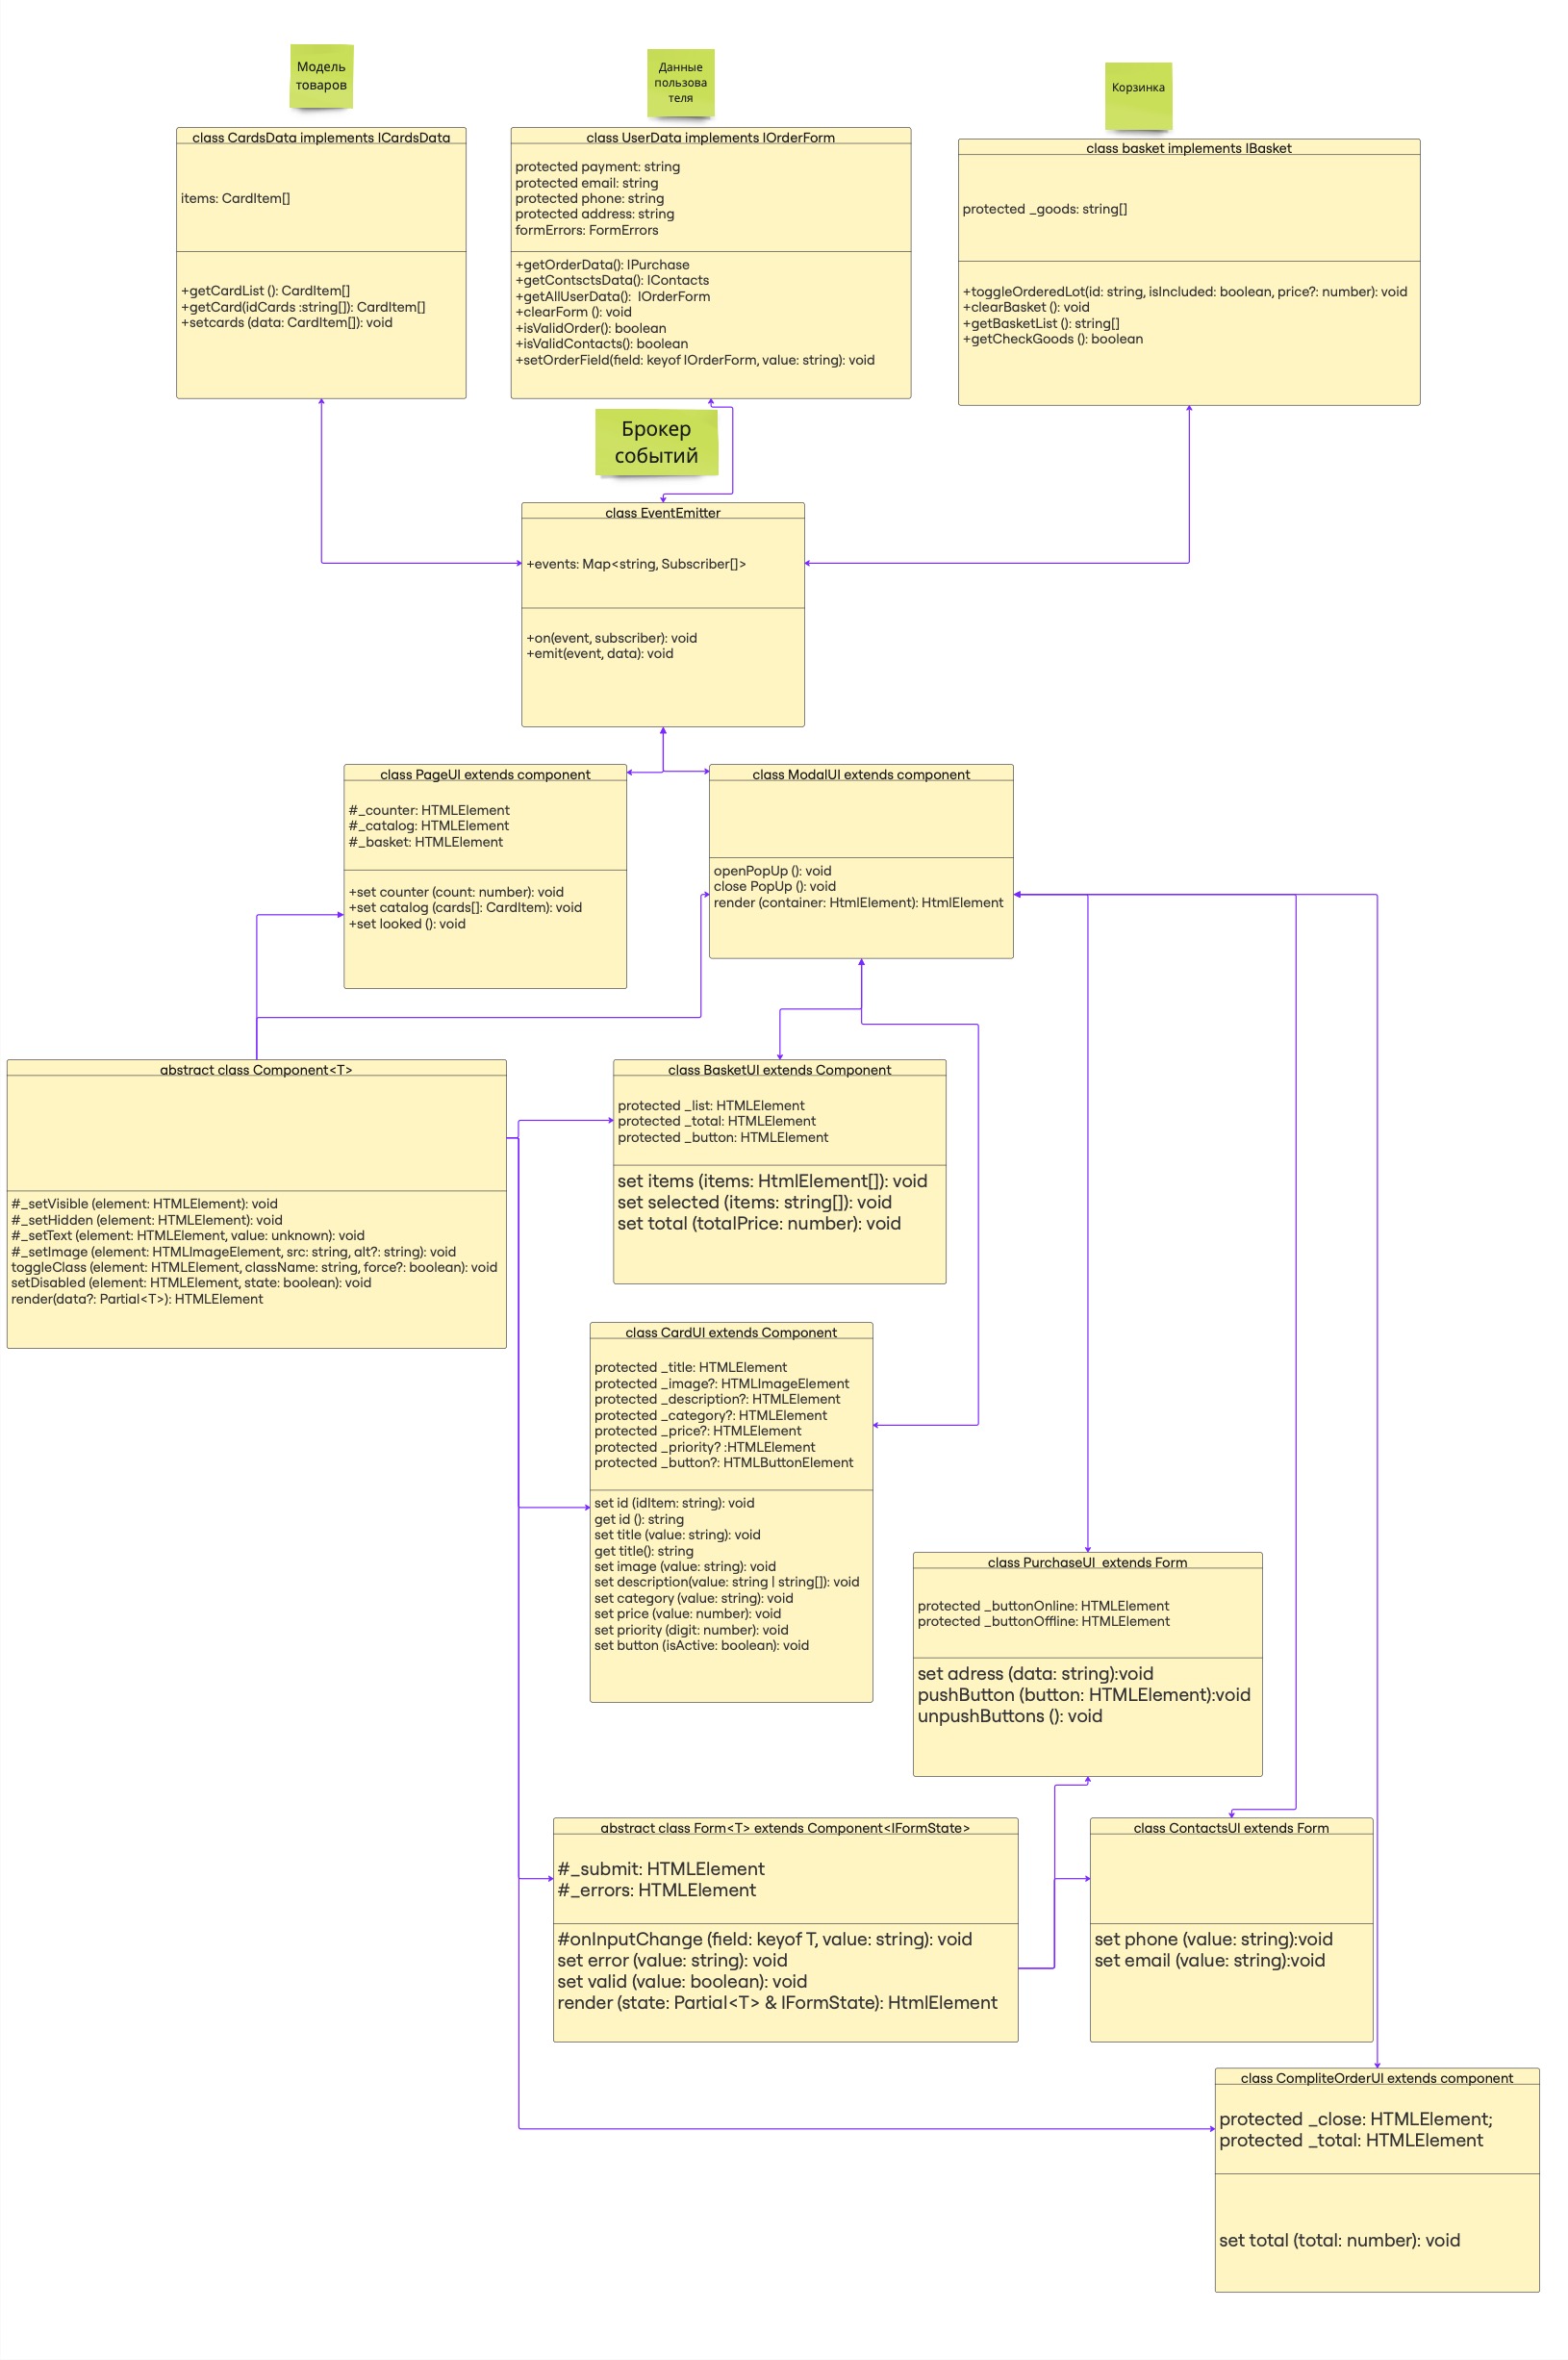 Модель
товаров
Данные
пользова
теля
Корзинка
class CardsData implements ICardsData
items: CardItem[]
+getCardList (): CardItem[]
+getCard(idCards :string[]): CardItem[]
+setcards (data: CardItem[]): void
class UserData implements IOrderForm
protected payment: string
protected email: string
protected phone: string
protected address: string
formErrors: FormErrors
+getOrderData(): IPurchase
+getContsctsData(): IContacts
+getAllUserData():  IOrderForm
+clearForm (): void
+isValidOrder(): boolean
+isValidContacts(): boolean
+setOrderField(field: keyof IOrderForm, value: string): void
class basket implements IBasket
protected _goods: string[]
+toggleOrderedLot(id: string, isIncluded: boolean, price?: number): void
+clearBasket (): void
+getBasketList (): string[]
+getCheckGoods (): boolean
Брокер
событий
class EventEmitter
+events: Map<string, Subscriber[]>
+on(event, subscriber): void
+emit(event, data): void
class PageUI extends component
#_counter: HTMLElement
#_catalog: HTMLElement
#_basket: HTMLElement
+set counter (count: number): void
+set catalog (cards[]: CardItem): void
+set looked (): void
class ModalUI extends component
openPopUp (): void
close PopUp (): void
render (container: HtmlElement): HtmlElement
abstract class Component<T>
#_setVisible (element: HTMLElement): void
#_setHidden (element: HTMLElement): void
#_setText (element: HTMLElement, value: unknown): void
#_setImage (element: HTMLImageElement, src: string, alt?: string): void
toggleClass (element: HTMLElement, className: string, force?: boolean): void
setDisabled (element: HTMLElement, state: boolean): void
render(data?: Partial<T>): HTMLElement
class BasketUI extends Component
protected _list: HTMLElement
protected _total: HTMLElement
protected _button: HTMLElement
set items (items: HtmlElement[]): void
set selected (items: string[]): void
set total (totalPrice: number): void
class CardUI extends Component
protected _title: HTMLElement
protected _image?: HTMLImageElement
protected _description?: HTMLElement
protected _category?: HTMLElement
protected _price?: HTMLElement
protected _priority? :HTMLElement
protected _button?: HTMLButtonElement
set id (idItem: string): void
get id (): string
set title (value: string): void
get title(): string
set image (value: string): void
set description(value: string | string[]): void
set category (value: string): void
set price (value: number): void
set priority (digit: number): void
set button (isActive: boolean): void
class PurchaseUI  extends Form
protected _buttonOnline: HTMLElement
protected _buttonOffline: HTMLElement
set adress (data: string):void
pushButton (button: HTMLElement):void
unpushButtons (): void
abstract class Form<T> extends Component<IFormState>
#_submit: HTMLElement
#_errors: HTMLElement
#onInputChange (field: keyof T, value: string): void
set error (value: string): void
set valid (value: boolean): void
render (state: Partial<T> & IFormState): HtmlElement
class ContactsUI extends Form
set phone (value: string):void
set email (value: string):void
class CompliteOrderUI extends component
protected _close: HTMLElement;
protected _total: HTMLElement
set total (total: number): void